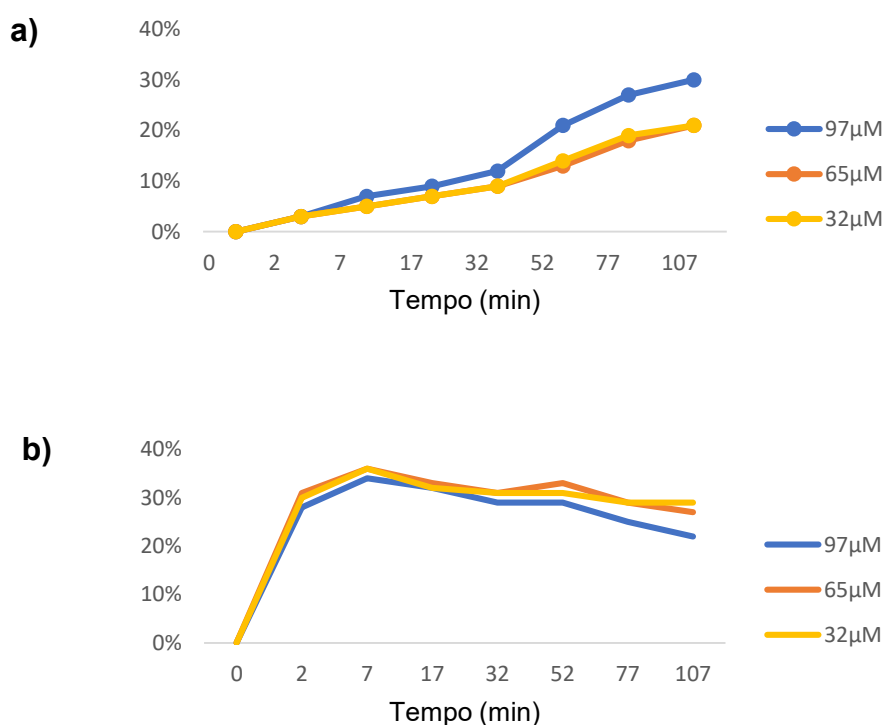 a)
40%
30%
20%
10%
0%
0 2 7 17 32 52 77 107
Tempo (min)
97µM
65µM
32µM
b)
40%
30%
20%
10%
0%
0 2 7 17 32 52 77 107
Tempo (min)
97µM
65µM
32µM